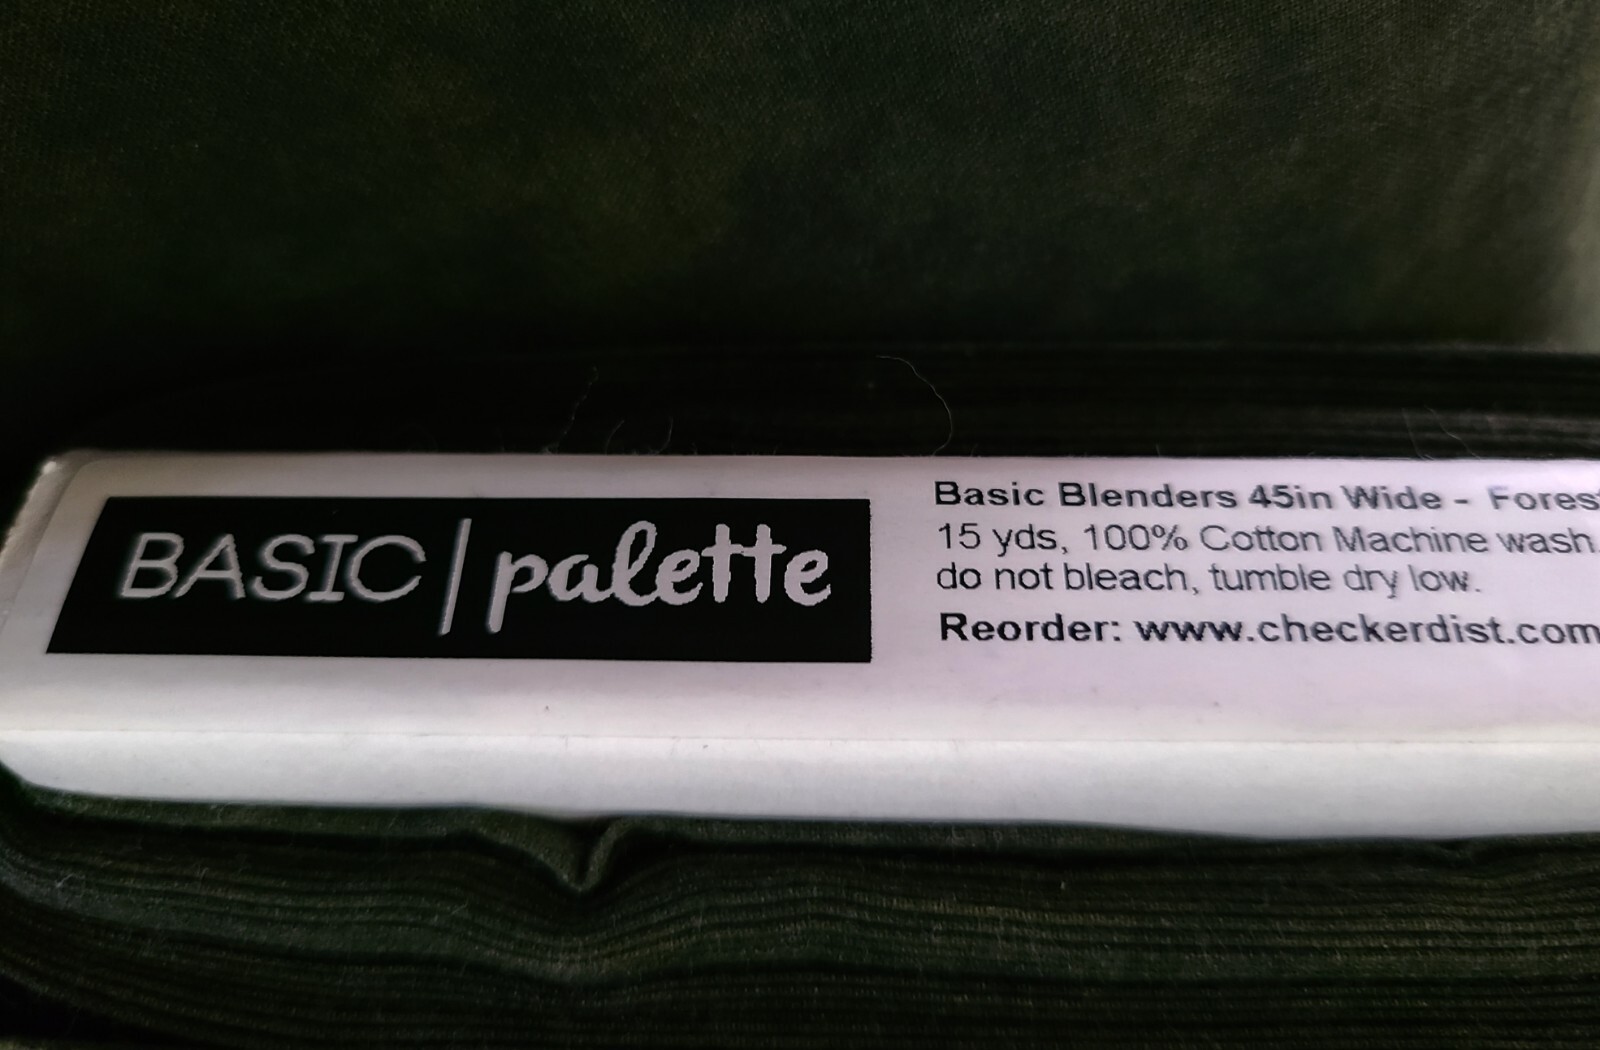 BASIC | palette
Basic Blenders 45in Wide - Forest
15 yds, 100% Cotton Machine wash.
do not bleach, tumble dry low.
Reorder: www.checkerdist.com